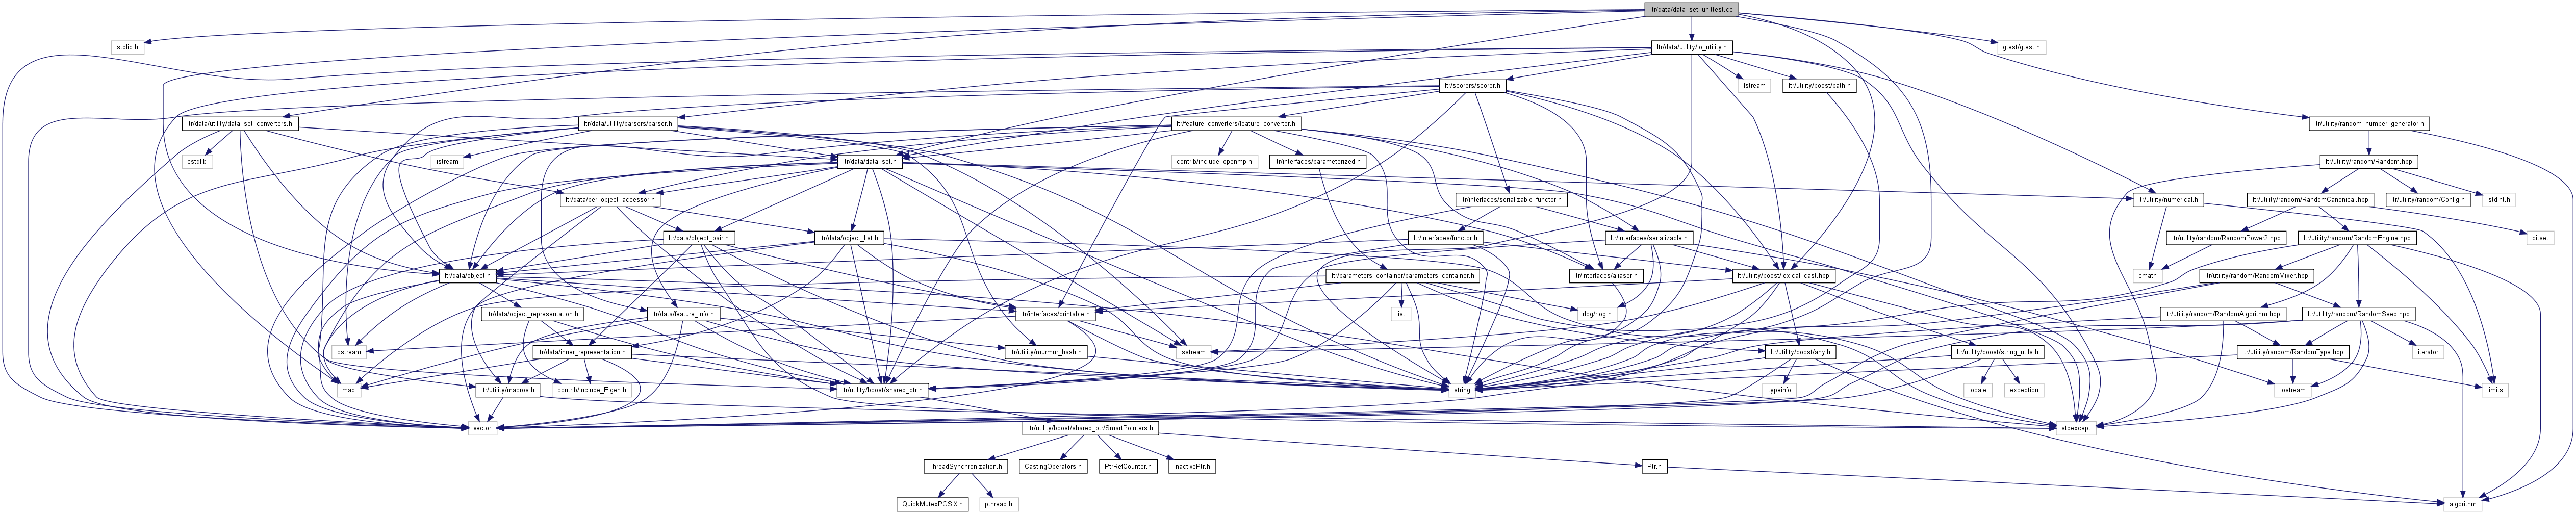 ltr/data/data_set_unittest.cc
stdlib.h
ltr/data/utility/io_utility.h
gtest/gtest.h
ltr/scorers/scorer.h
fstream
ltr/utility/boost/path.h
ltr/data/utility/data_set_converters.h
ltr/data/utility/parsers/parser.h
ltr/feature_converters/feature_converter.h
ltr/utility/random_number_generator.h
cstdlib
istream
ltr/data/data_set.h
contrib/include_openmp.h
ltr/interfaces/parameterized.h
ltr/utility/random/Random.hpp
ltr/data/per_object_accessor.h
ltr/interfaces/serializable_functor.h
ltr/utility/numerical.h
ltr/utility/random/RandomCanonical.hpp
ltr/utility/random/Config.h
stdint.h
ltr/data/object_pair.h
ltr/data/object_list.h
ltr/interfaces/functor.h
ltr/interfaces/serializable.h
ltr/utility/random/RandomPower2.hpp
ltr/utility/random/RandomEngine.hpp
bitset
ltr/data/object.h
ltr/parameters_container/parameters_container.h
ltr/interfaces/aliaser.h
ltr/utility/boost/lexical_cast.hpp
cmath
ltr/utility/random/RandomMixer.hpp
ltr/data/object_representation.h
ltr/data/feature_info.h
ltr/interfaces/printable.h
list
rlog/rlog.h
ltr/utility/random/RandomAlgorithm.hpp
ltr/utility/random/RandomSeed.hpp
ostream
ltr/data/inner_representation.h
ltr/utility/murmur_hash.h
sstream
ltr/utility/boost/any.h
ltr/utility/boost/string_utils.h
ltr/utility/random/RandomType.hpp
iterator
map
ltr/utility/macros.h
contrib/include_Eigen.h
ltr/utility/boost/shared_ptr.h
string
typeinfo
locale
exception
iostream
limits
vector
ltr/utility/boost/shared_ptr/SmartPointers.h
stdexcept
ThreadSynchronization.h
CastingOperators.h
PtrRefCounter.h
InactivePtr.h
Ptr.h
QuickMutexPOSIX.h
pthread.h
algorithm